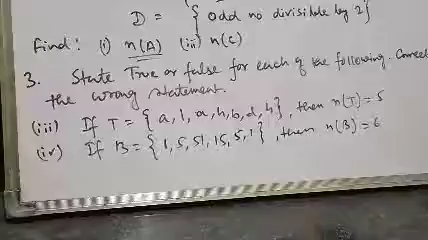 D = { odd no divisible by 2}
Find: (i) n(A) (ii) n(C)
3. State True or false for each of the following. Correct
the wrong statement.
(iii) If T = { a, l, a, h, b, d, h }, then n(T) = 5
(iv) If B = { 1, 5, 51, 15, 5, 1 }, then n(B) = 6